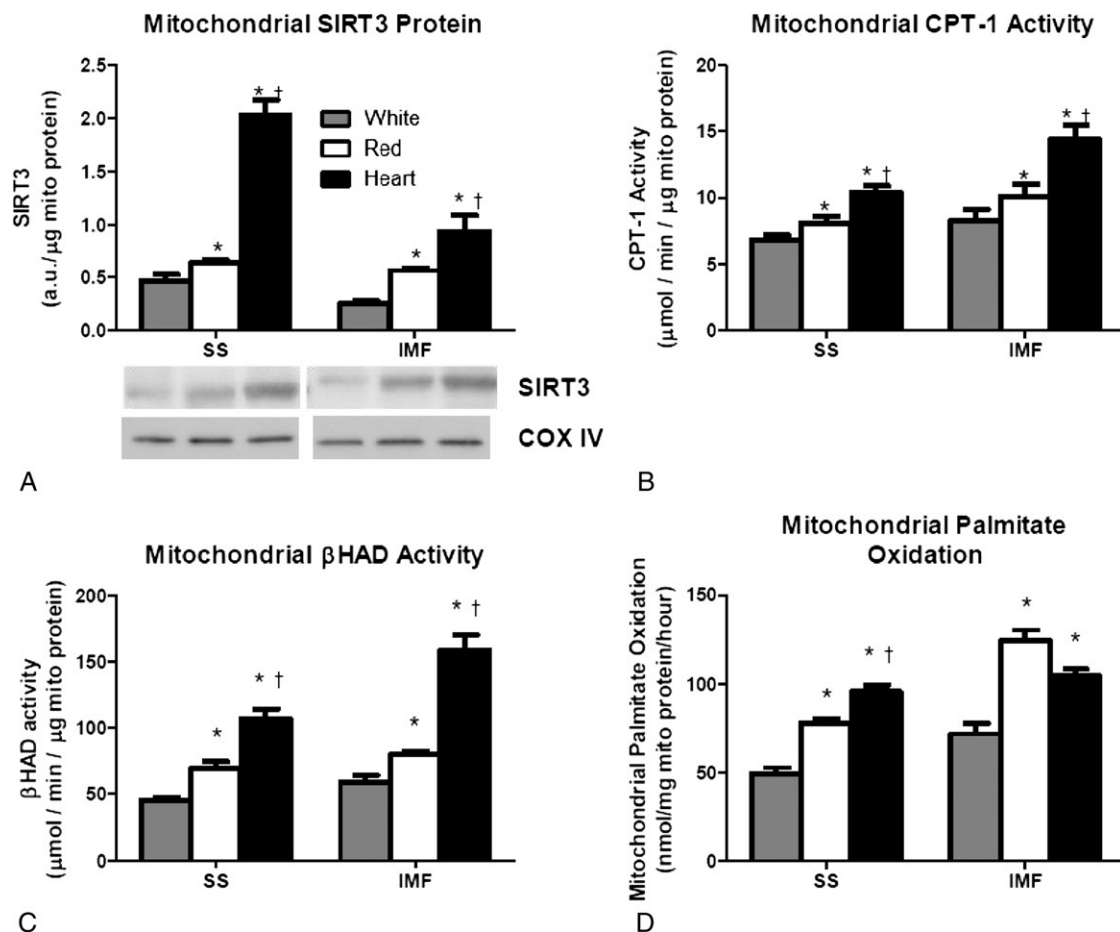 A
Mitochondrial SIRT3 Protein
SIRT3
(a.u./μg mito protein)
2.5
2.0
1.5
1.0
0.5
0.0
* †
*
* †
*
White
Red
Heart
SS
IMF
SIRT3
COX IV
B
Mitochondrial CPT-1 Activity
CPT-1 Activity
(μmol / min / μg mito protein)
20
15
10
5
0
*
* †
*
* †
SS
IMF
C
Mitochondrial βHAD Activity
βHAD activity
(μmol / min / μg mito protein)
200
150
100
50
0
*
* †
*
* †
SS
IMF
D
Mitochondrial Palmitate
Oxidation
Mitochondrial Palmitate Oxidation
(nmol/mg mito protein/hour)
150
100
50
0
*
* †
*
*
SS
IMF